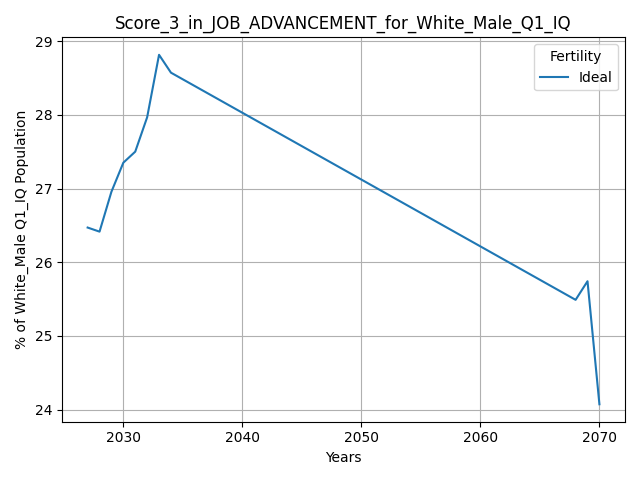 Score_3_in_JOB_ADVANCEMENT_for_White_Male_Q1_IQ
Fertility
Ideal
% of White_Male Q1_IQ Population
29
28
27
26
25
24
2030 2040 2050 2060 2070
Years